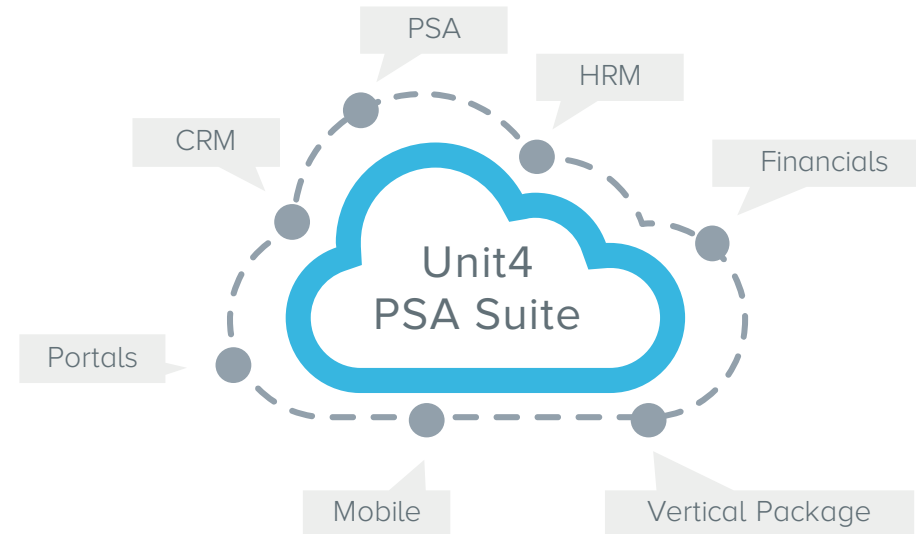 PSA
HRM
CRM
Financials
Unit4
PSA Suite
Portals
Mobile
Vertical Package